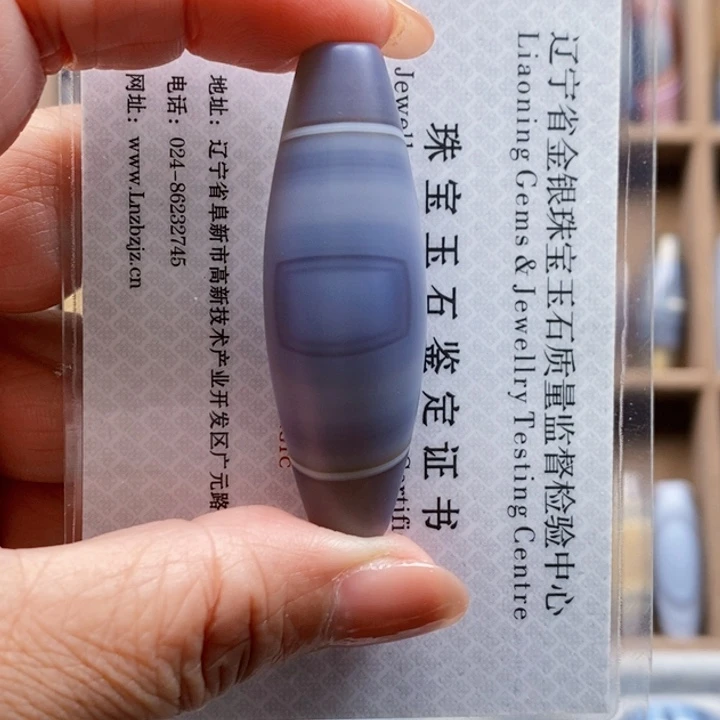 辽宁省金银珠宝玉石质量监督检验中心
Liaoning Gems & Jewellry Testing Centre
珠宝玉石鉴定证书
Jewell
Certifi
地址：辽宁省阜新市高新技术产业开发区广元路
电话：024-86232745
网址：www.Lnzbzjz.cn